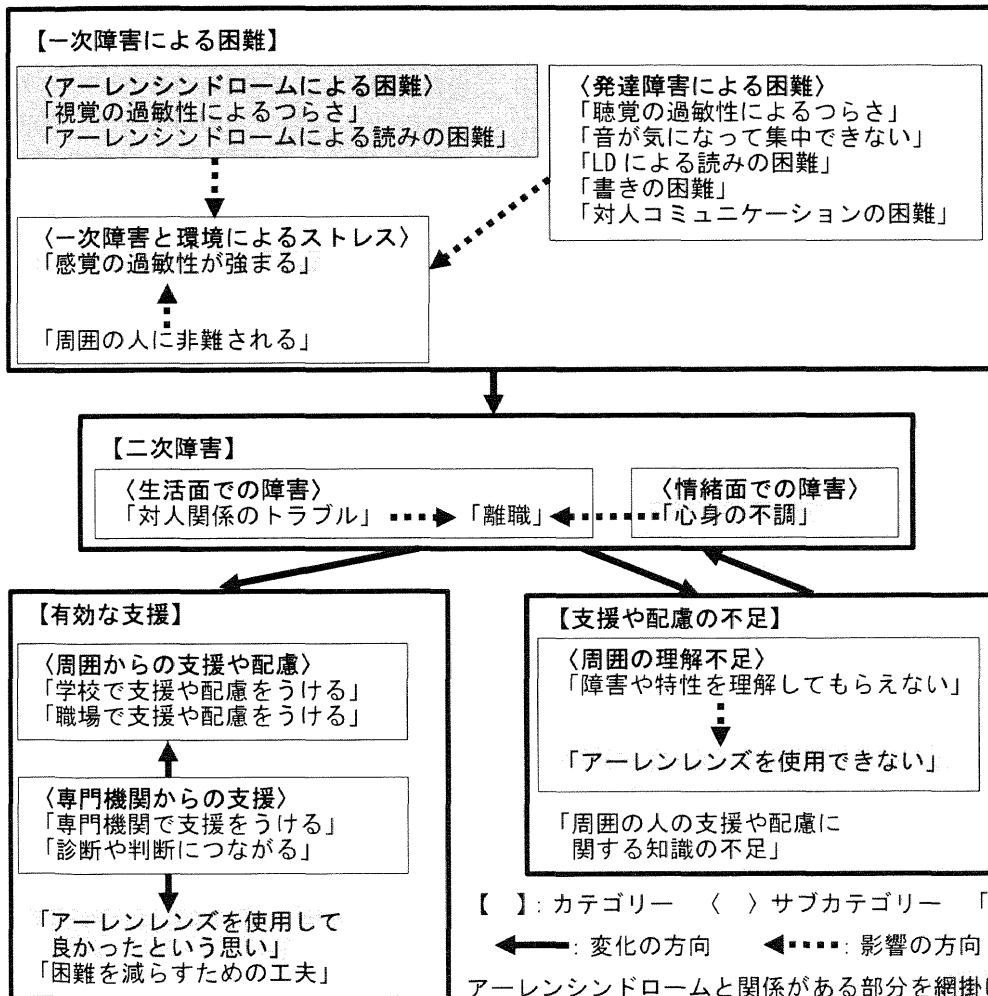 【一次障害による困難】
〈アーレンシンドロームによる困難〉
「視覚の過敏性によるつらさ」
「アーレンシンドロームによる読みの困難」
〈発達障害による困難〉
「聴覚の過敏性によるつらさ」
「音が気になって集中できない」
「LDによる読みの困難」
「書きの困難」
「対人コミュニケーションの困難」
〈一次障害と環境によるストレス〉
「感覚の過敏性が強まる」
「周囲の人に非難される」
【二次障害】
〈生活面での障害〉
「対人関係のトラブル」 「離職」
〈情緒面での障害〉
「心身の不調」
【有効な支援】
〈周囲からの支援や配慮〉
「学校で支援や配慮をうける」
「職場で支援や配慮をうける」
〈専門機関からの支援〉
「専門機関で支援をうける」
「診断や判断につながる」
「アーレンレンズを使用して
良かったという思い」
「困難を減らすための工夫」
【支援や配慮の不足】
〈周囲の理解不足〉
「障害や特性を理解してもらえない」
「アーレンレンズを使用できない」
「周囲の人の支援や配慮に
関する知識の不足」
【 】: カテゴリー 〈 〉サブカテゴリー 「
: 変化の方向 : 影響の方向
アーレンシンドロームと関係がある部分を網掛